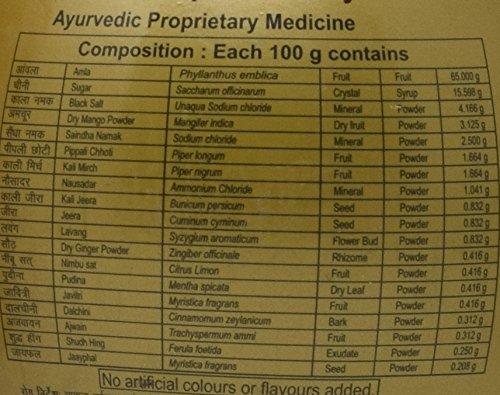 Ayurvedic Proprietary Medicine
Composition : Each 100 g contains
आंवला Amla Phyllanthus emblica Fruit Fruit 65.000 g
चीनी Sugar Saccharum officinarum Crystal Syrup 15.598 g
काला नमक Black Salt Unaqua Sodium chloride Mineral Powder 4.166 g
अमचूर Dry Mango Powder Mangifer Indica Dry fruit Powder 3.125 g
सैंधा नमक Saindha Namak Sodium chloride Mineral Powder 2.500 g
पीपली छोटी Pippali Chhoti Piper longum Fruit Powder 1.664 g
काली मिर्च Kali Mirch Piper nigrum Fruit Powder 1.664 g
नौसादर Nausadar Ammonium Chloride Mineral Powder 1.041 g
काली जीरा Kali Jeera Bunicum persicum Seed Powder 0.832 g
जीरा Jeera Cuminum cyminum Seed Powder 0.832 g
लवंग Lavang Syzygium aromaticum Flower Bud Powder 0.832 g
सौंठ Dry Ginger Powder Zingiber officinale Rhizome Powder 0.416 g
नींबू सत् Nimbu sat Citrus Limon Fruit Powder 0.416 g
पुदीना Pudina Mentha spicata Dry Leaf Powder 0.416 g
जावित्री Javitri Myristica fragrans Fruit Powder 0.416 g
दालचीनी Dalchini Cinnamomum zeylanicum Bark Powder 0.312 g
अजवायन Ajwain Trachyspermum ammi Fruit Powder 0.312 g
शुद्ध हींग Shudh Hing Ferula foetida Exudate Powder 0.250 g
जायफल Jaayphal Myristica fragrans Seed Powder 0.208 g
No artificial colours or flavours added.